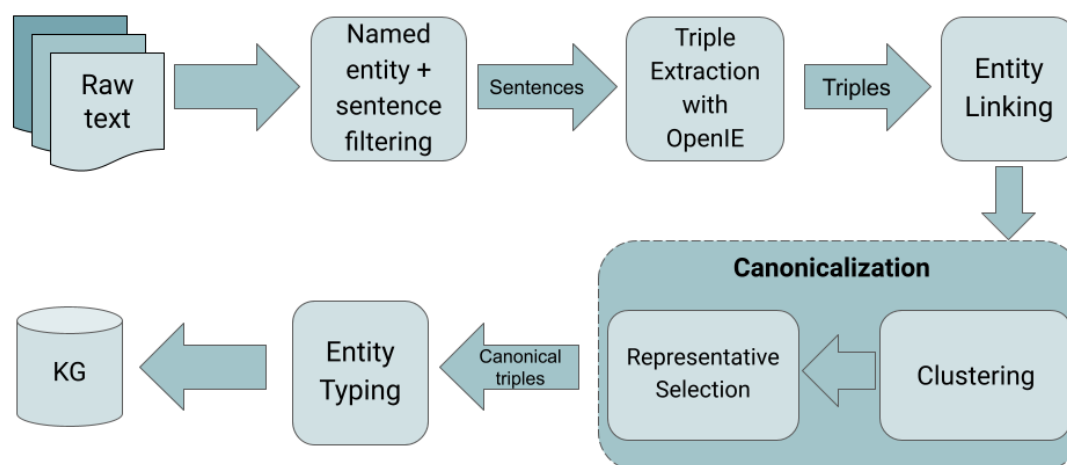 Raw
text
Named
entity +
sentence
filtering
Sentences
Triple
Extraction
with
OpenIE
Triples
Entity
Linking
Canonicalization
Clustering
Representative
Selection
Canonical
triples
Entity
Typing
KG